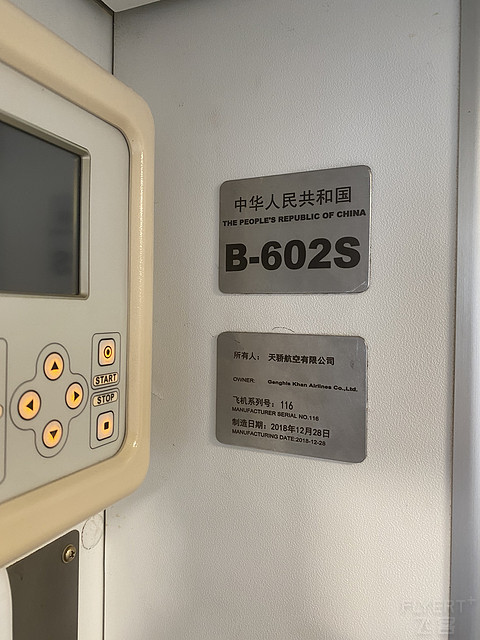 中华人民共和国
THE PEOPLE'S REPUBLIC OF CHINA
B-602S
START
STOP
所有人： 天骄航空有限公司
OWNER: Genghis Khan Airlines Co.,Ltd.
飞机系列号： 116
MANUFACTURER SERIAL NO.116
制造日期：2018年12月28日
MANUFACTURING DATE:2018-12-28
FLYERT
飞客